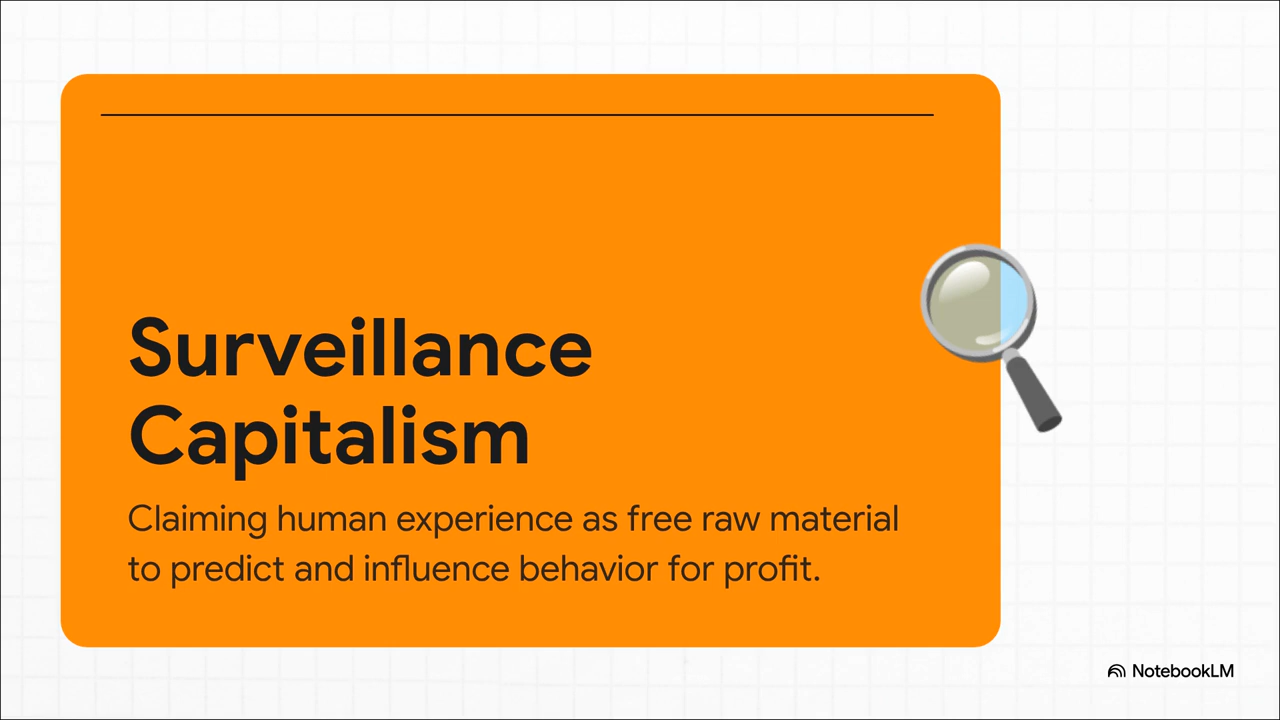 Surveillance
Capitalism
Claiming human experience as free raw material
to predict and influence behavior for profit.
NotebookLM